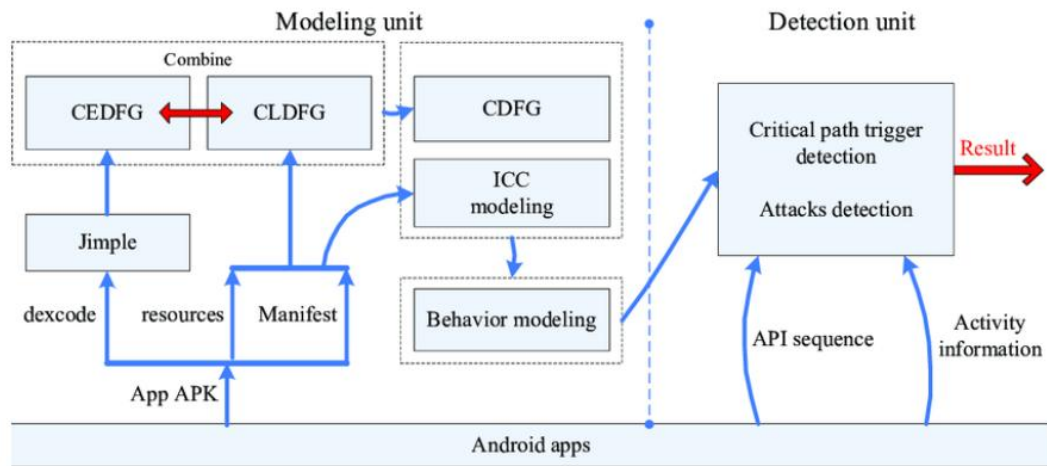 Modeling unit
Detection unit
Combine
CEDFG
CLDFG
CDFG
ICC
modeling
Critical path trigger
detection
Attacks detection
Result
Jimple
dexcode
resources
Manifest
Behavior modeling
API sequence
Activity
information
App APK
Android apps